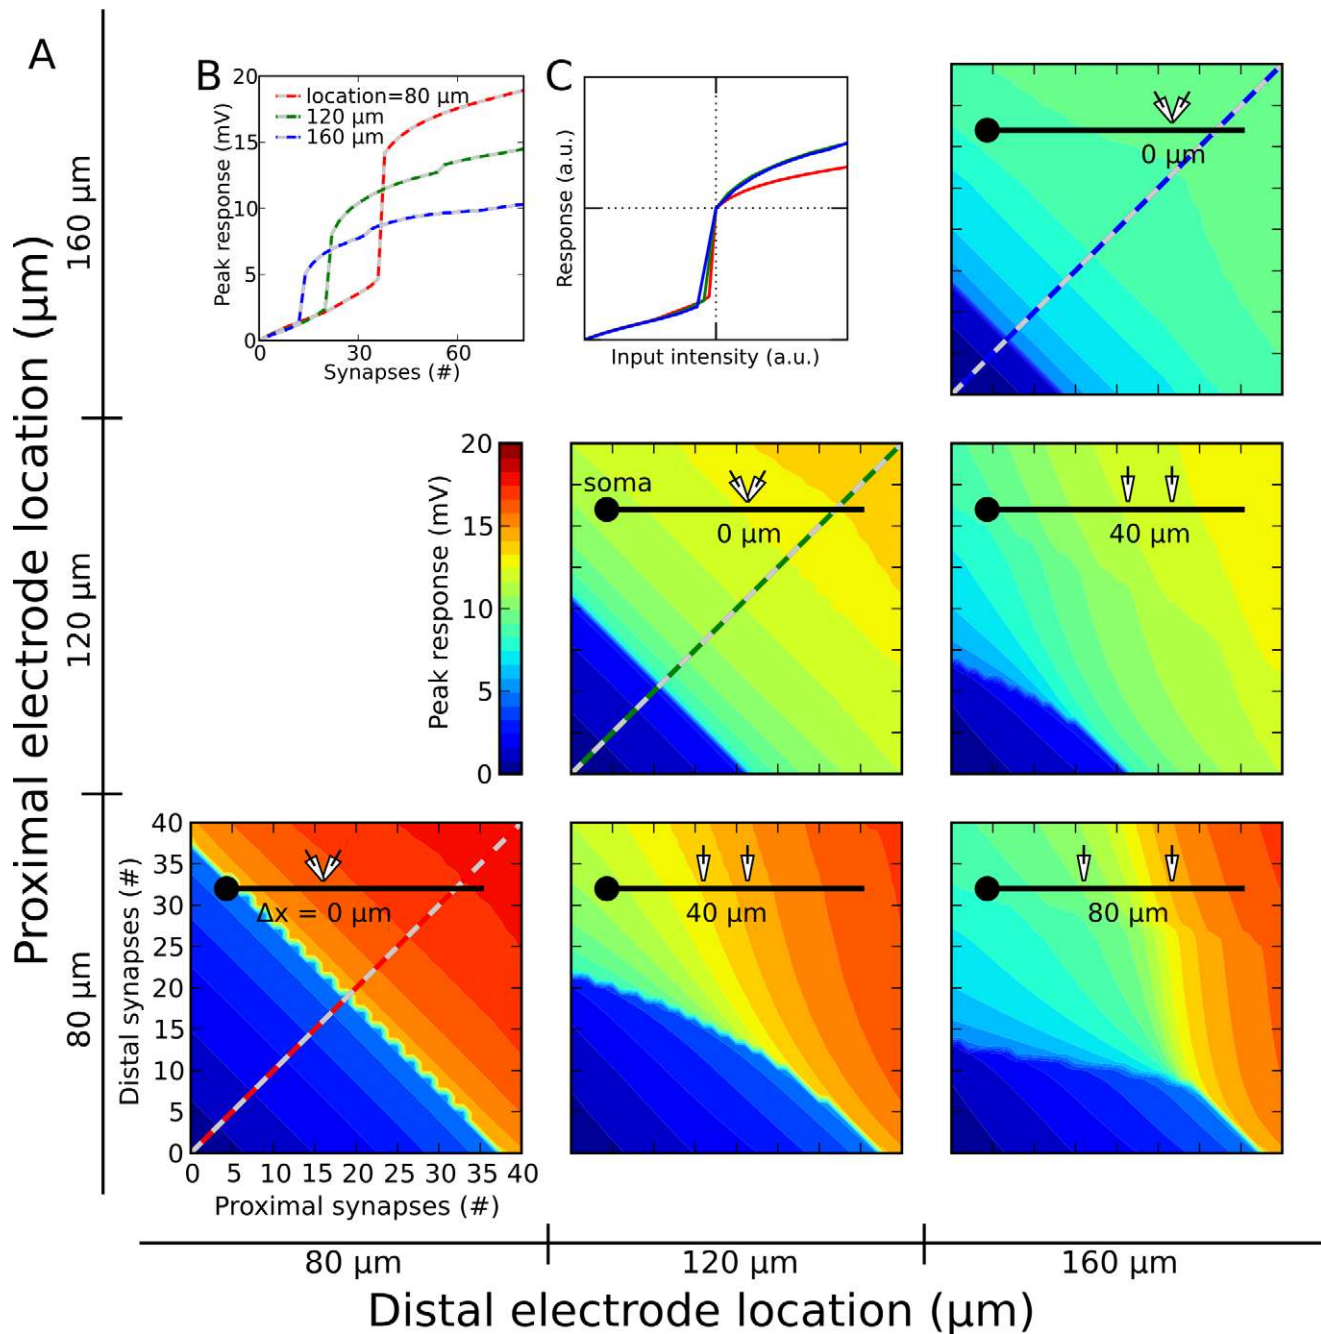 A
B
20
15
10
5
0
Peak response (mV)
location=80 µm
120 µm
160 µm
0
30
60
Synapses (#)
C
Response (a.u.)
Input intensity (a.u.)
0 µm
Proximal electrode location (µm)
160 µm
120 µm
80 µm
20
15
10
5
0
Peak response (mV)
soma
0 µm
40 µm
40
35
30
25
20
15
10
5
0
Distal synapses (#)
Δx = 0 µm
0 5 10 15 20 25 30 35 40
Proximal synapses (#)
40 µm
80 µm
80 µm
120 µm
160 µm
Distal electrode location (µm)